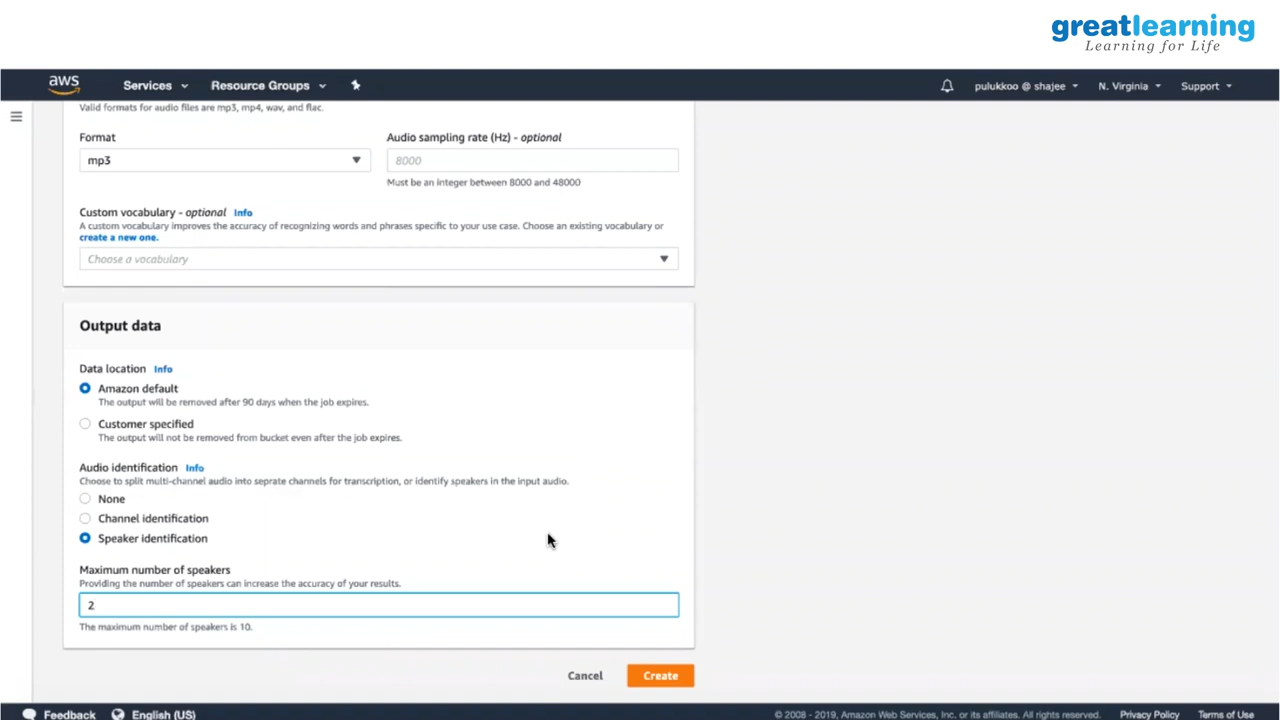 greatlearning
Learning for Life
aws Services Resource Groups pulukkoo @ shajee N. Virginia Support
Valid formats for audio files are mp3, mp4, wav, and flac.
Format Audio sampling rate (Hz) - optional
mp3 8000
Must be an integer between 8000 and 48000
Custom vocabulary - optional Info
A custom vocabulary improves the accuracy of recognizing words and phrases specific to your use case. Choose an existing vocabulary or
create a new one.
Choose a vocabulary
Output data
Data location Info
Amazon default
The output will be removed after 90 days when the job expires.
Customer specified
The output will not be removed from bucket even after the job expires.
Audio identification Info
Choose to split multi-channel audio into seprate channels for transcription, or identify speakers in the input audio.
None
Channel identification
Speaker identification
Maximum number of speakers
Providing the number of speakers can increase the accuracy of your results.
2
The maximum number of speakers is 10.
Cancel Create
Feedback English (US) © 2008 - 2019, Amazon Web Services, Inc. or its affiliates. All rights reserved. Privacy Policy Terms of Use